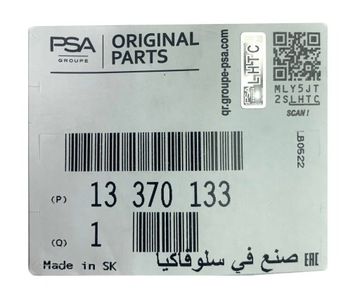 PSA
GROUPE
ORIGINAL
PARTS
qr.groupe-psa.com
LHTC
MLY5JT
2SLHTC
SCAN!
LB0522
(P) 13 370 133
(Q) 1
Made in SK
صنع في سلوفاكيا
EAC